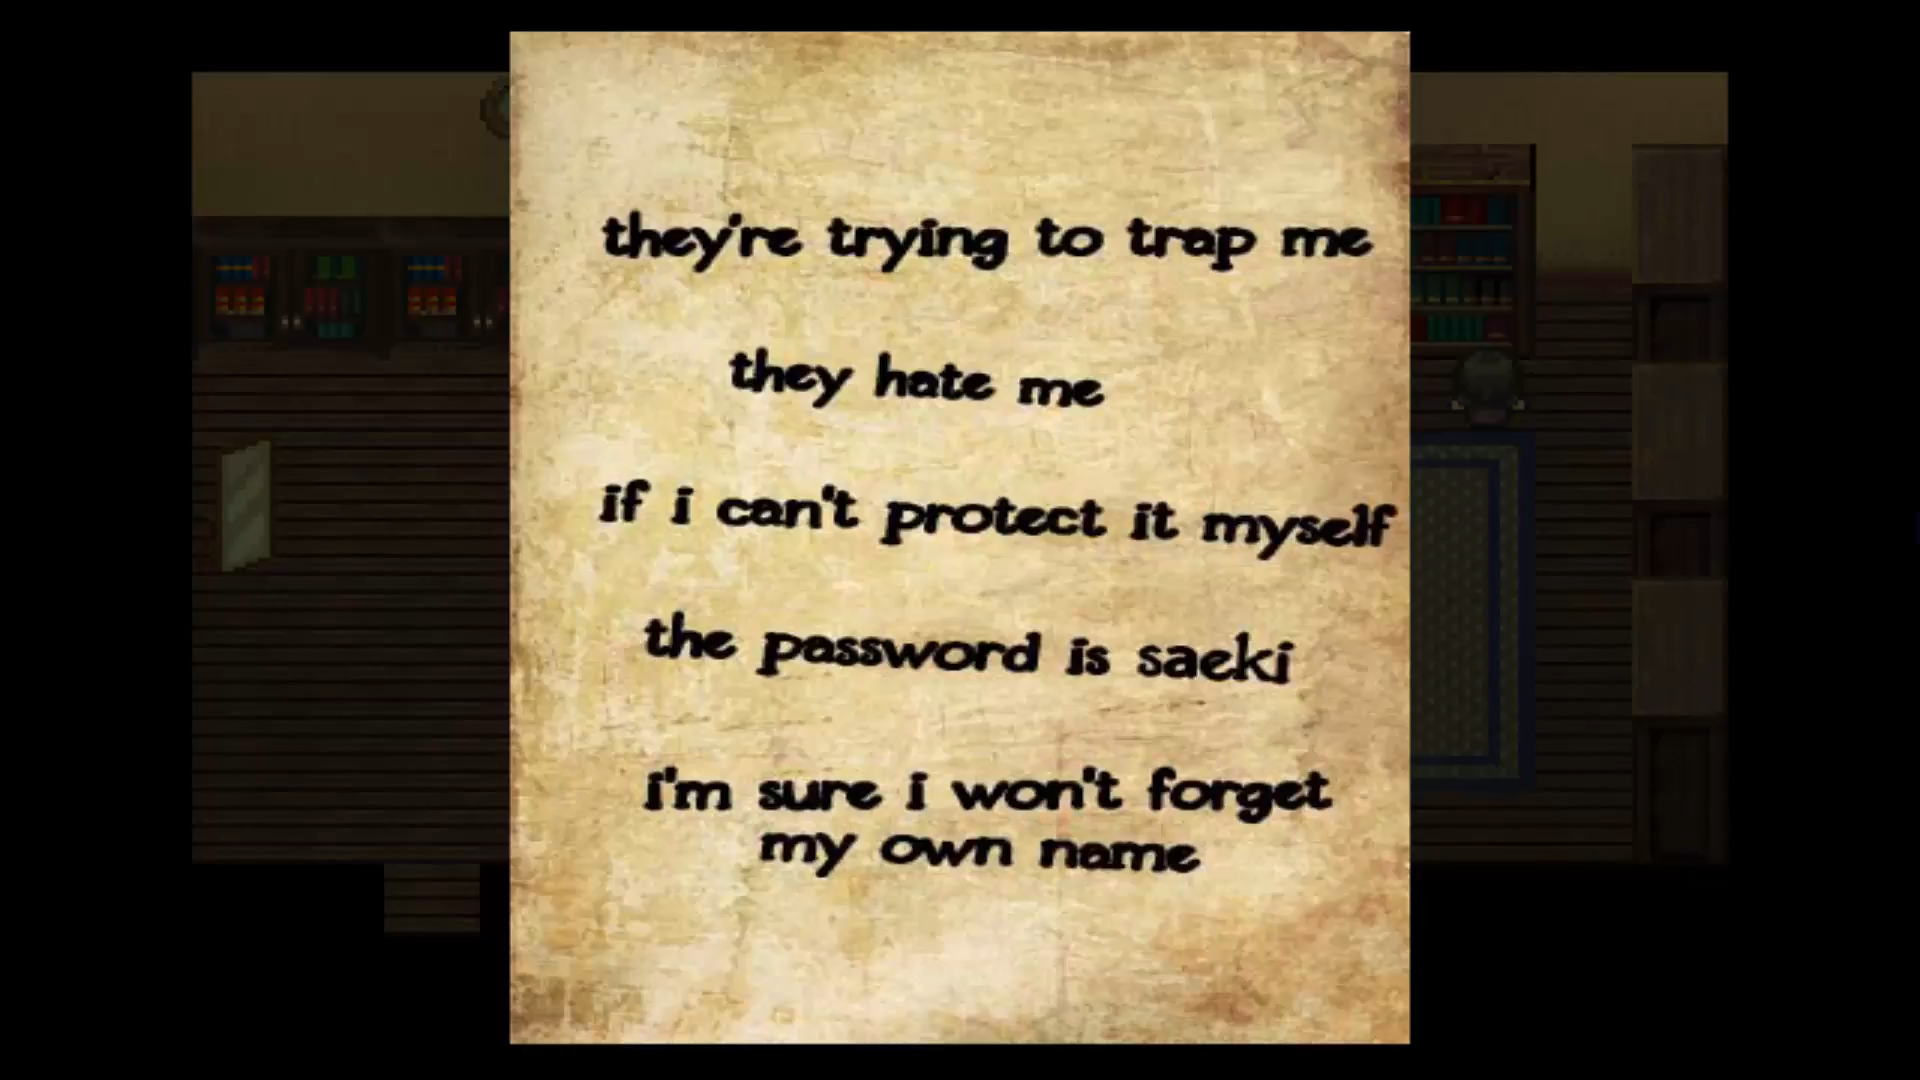 they're trying to trap me
they hate me
if i can't protect it myself
the password is saeki
i'm sure i won't forget
my own name